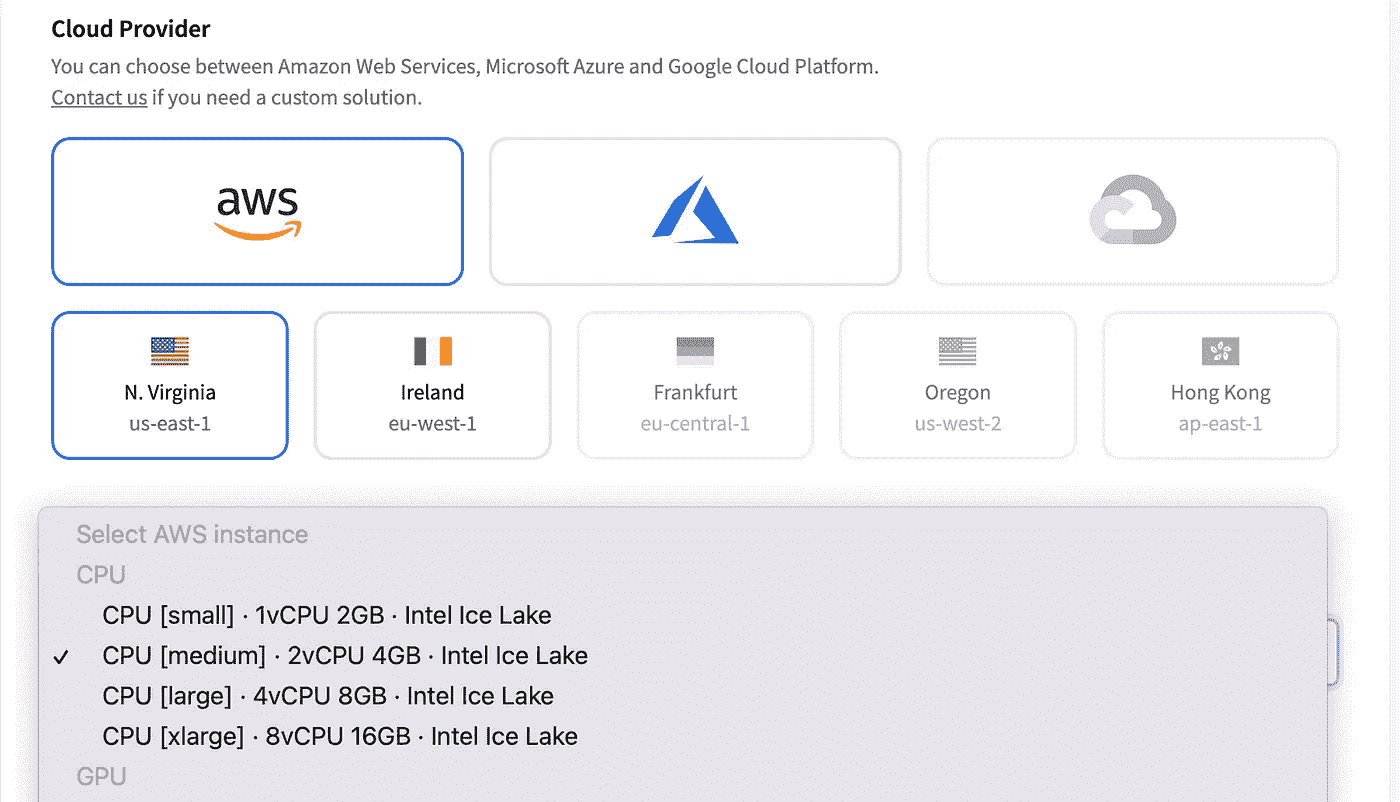 Cloud Provider
You can choose between Amazon Web Services, Microsoft Azure and Google Cloud Platform.
Contact us if you need a custom solution.
aws
N. Virginia
us-east-1
Ireland
eu-west-1
Frankfurt
eu-central-1
Oregon
us-west-2
Hong Kong
ap-east-1
Select AWS instance
CPU
CPU [small] · 1vCPU 2GB · Intel Ice Lake
✓ CPU [medium] · 2vCPU 4GB · Intel Ice Lake
CPU [large] · 4vCPU 8GB · Intel Ice Lake
CPU [xlarge] · 8vCPU 16GB · Intel Ice Lake
GPU